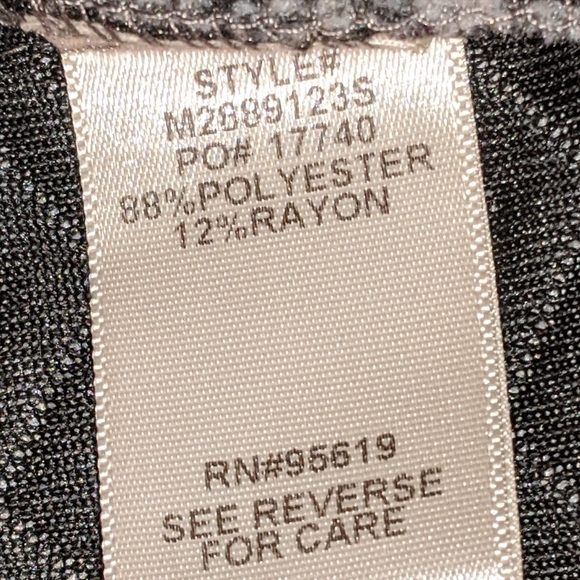 STYLE#
M2889123S
PO# 17740
88%POLYESTER
12%RAYON
RN#95619
SEE REVERSE
FOR CARE